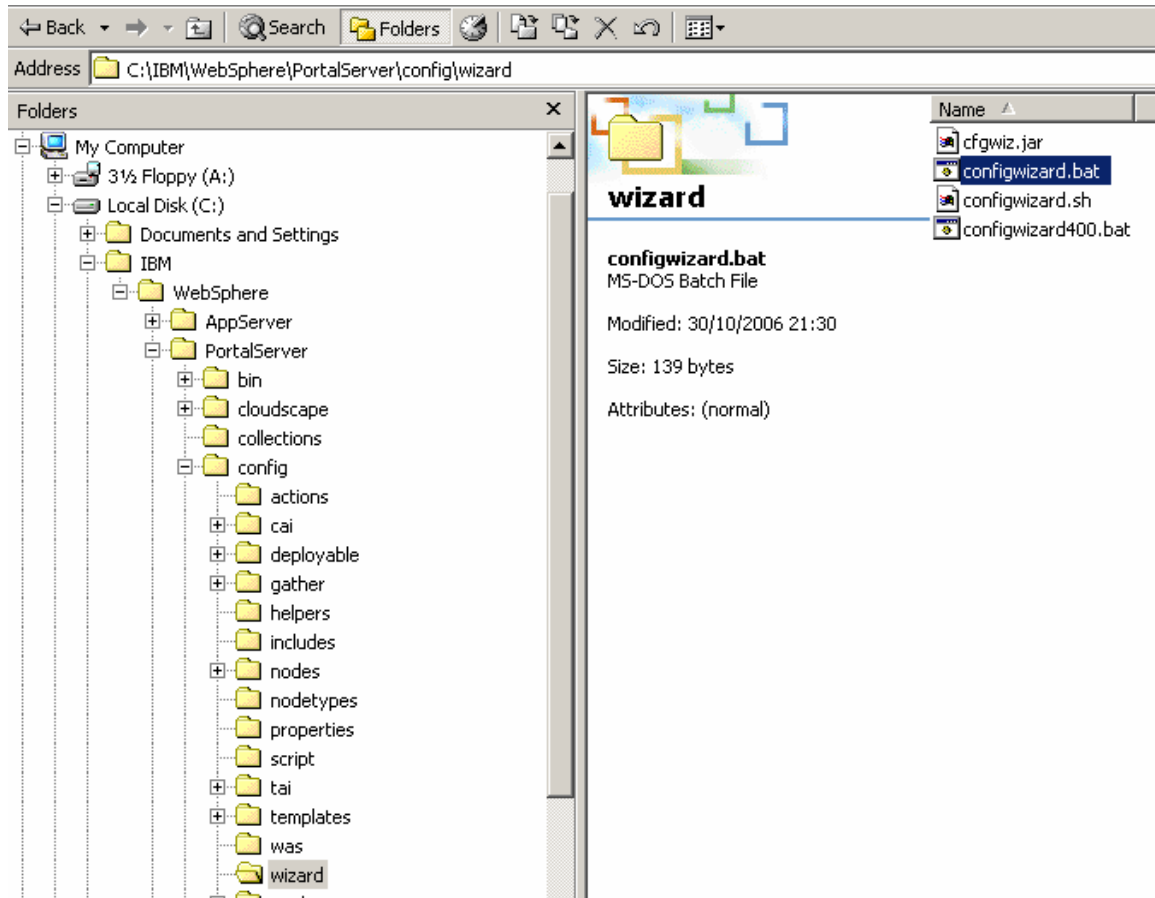 Back Search Folders
Address C:\IBM\WebSphere\PortalServer\config\wizard
Folders
My Computer
3½ Floppy (A:)
Local Disk (C:)
Documents and Settings
IBM
WebSphere
AppServer
PortalServer
bin
cloudscape
collections
config
actions
cai
deployable
gather
helpers
includes
nodes
nodetypes
properties
script
tai
templates
was
wizard
wizard
configwizard.bat
MS-DOS Batch File
Modified: 30/10/2006 21:30
Size: 139 bytes
Attributes: (normal)
Name
cfgwiz.jar
configwizard.bat
configwizard.sh
configwizard400.bat